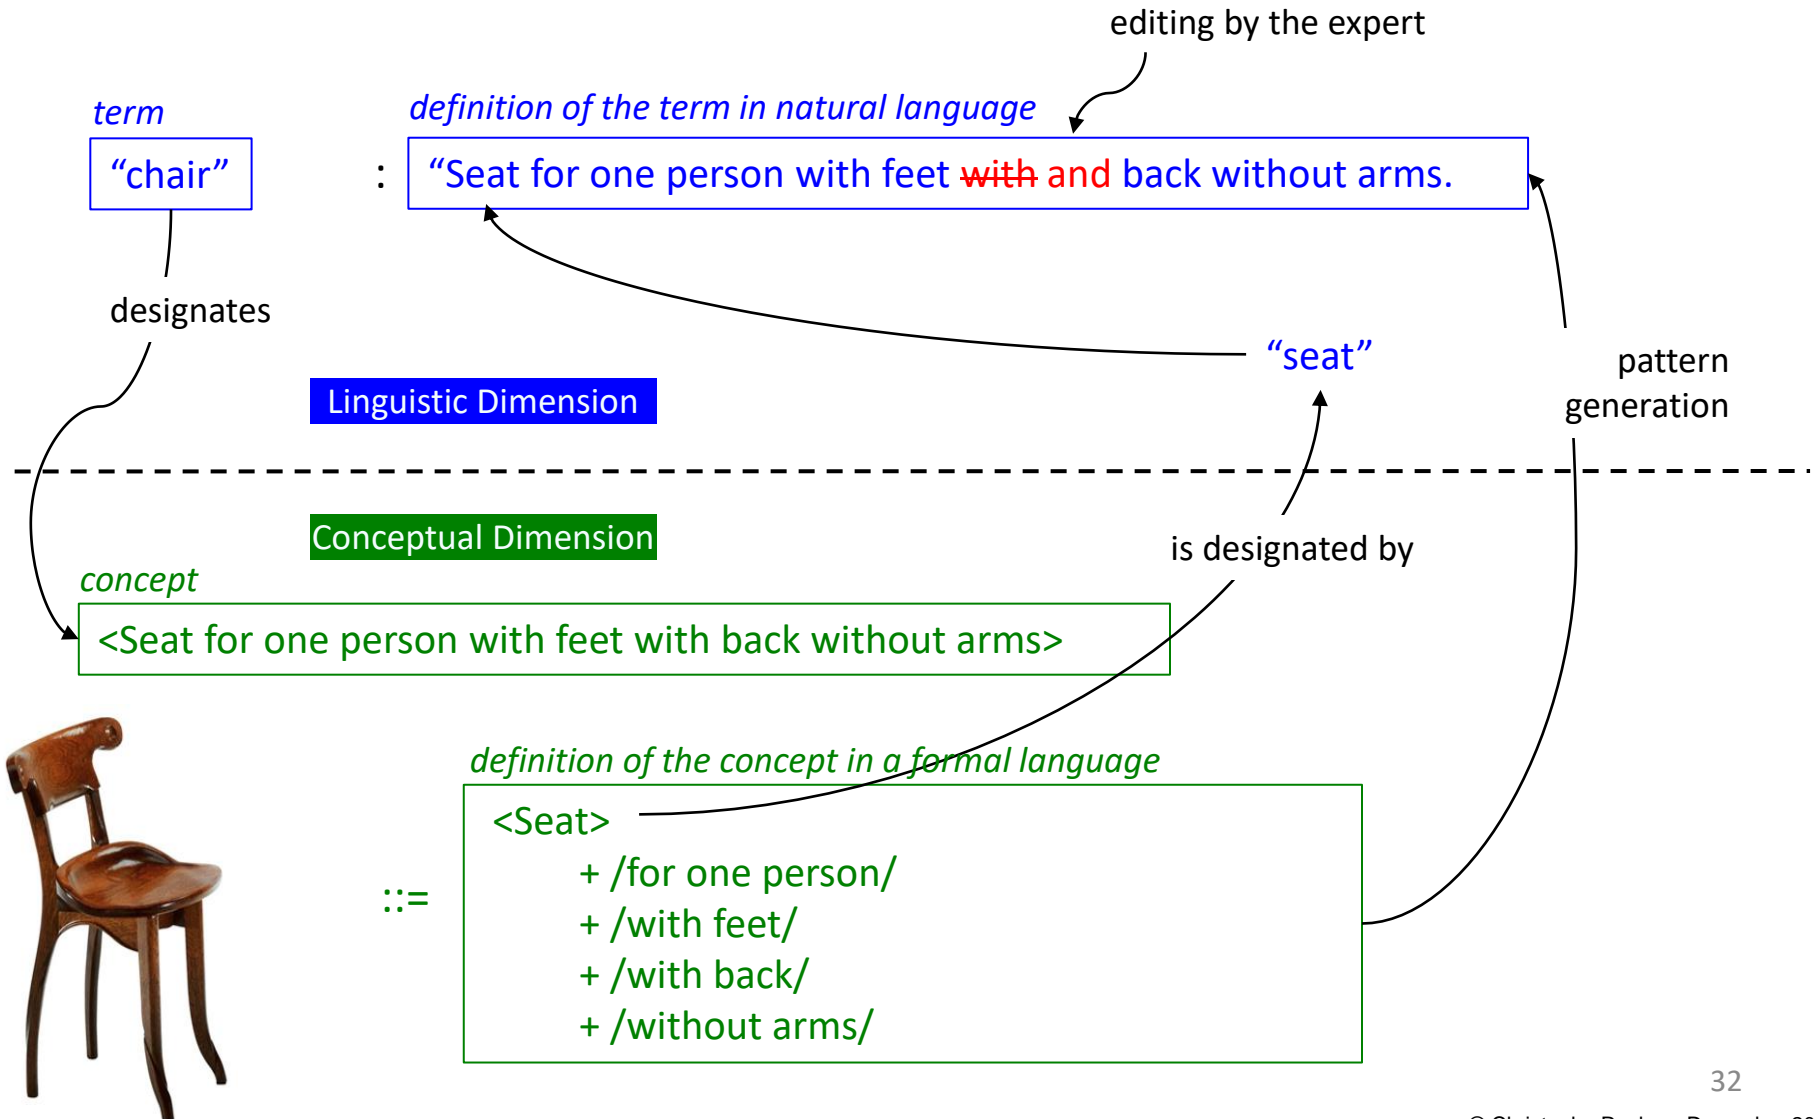 editing by the expert
term
definition of the term in natural language
“chair”
:
“Seat for one person with feet with and back without arms.
designates
“seat”
pattern
generation
Linguistic Dimension
Conceptual Dimension
is designated by
concept
<Seat for one person with feet with back without arms>
definition of the concept in a formal language
<Seat>
+ /for one person/
::=
+ /with feet/
+ /with back/
+ /without arms/
32